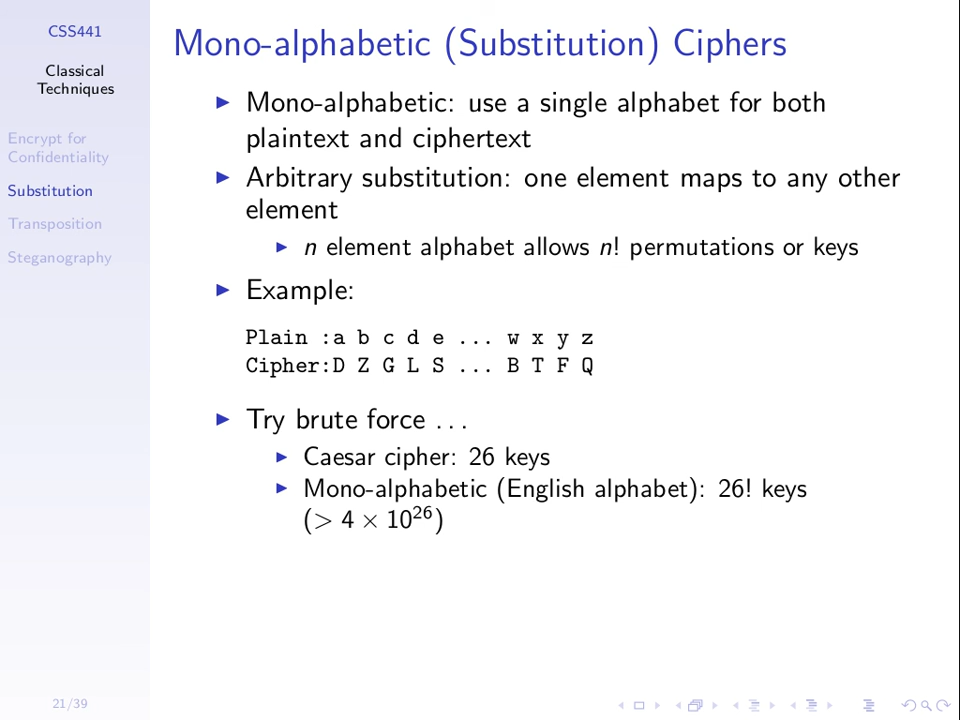 CSS441
Classical
Techniques
Encrypt for
Confidentiality
Substitution
Transposition
Steganography
Mono-alphabetic (Substitution) Ciphers
Mono-alphabetic: use a single alphabet for both
plaintext and ciphertext
Arbitrary substitution: one element maps to any other
element
n element alphabet allows n! permutations or keys
Example:
Plain :a b c d e ... w x y z
Cipher:D Z G L S ... B T F Q
Try brute force . . .
Caesar cipher: 26 keys
Mono-alphabetic (English alphabet): 26! keys
(> 4 × 10²⁶)
21/39